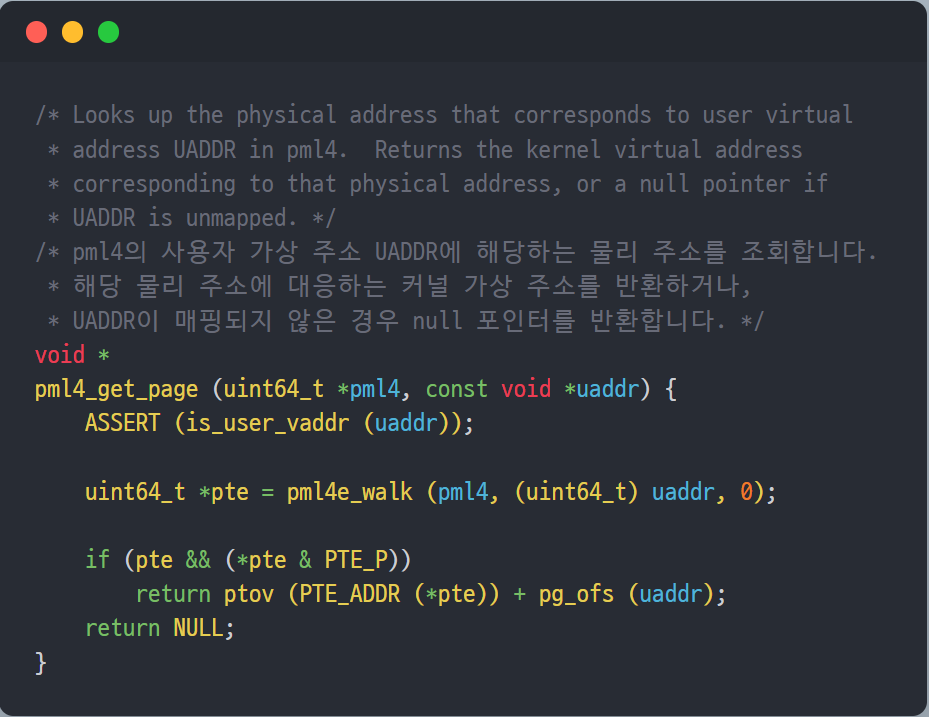 /* Looks up the physical address that corresponds to user virtual
 * address UADDR in pml4.  Returns the kernel virtual address
 * corresponding to that physical address, or a null pointer if
 * UADDR is unmapped. */
/* pml4의 사용자 가상 주소 UADDR에 해당하는 물리 주소를 조회합니다.
 * 해당 물리 주소에 대응하는 커널 가상 주소를 반환하거나,
 * UADDR이 매핑되지 않은 경우 null 포인터를 반환합니다. */
void *
pml4_get_page (uint64_t *pml4, const void *uaddr) {
    ASSERT (is_user_vaddr (uaddr));

    uint64_t *pte = pml4e_walk (pml4, (uint64_t) uaddr, 0);

    if (pte && (*pte & PTE_P))
        return ptov (PTE_ADDR (*pte)) + pg_ofs (uaddr);
    return NULL;
}